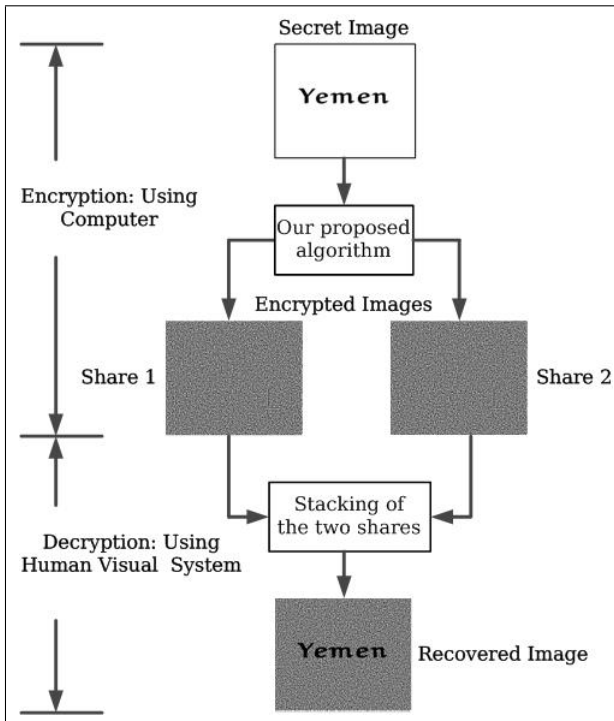 Secret Image
Yemen
Encryption: Using
Computer
Our proposed
algorithm
Encrypted Images
Share 1
Share 2
Stacking of
the two shares
Decryption: Using
Human Visual System
Yemen
Recovered Image